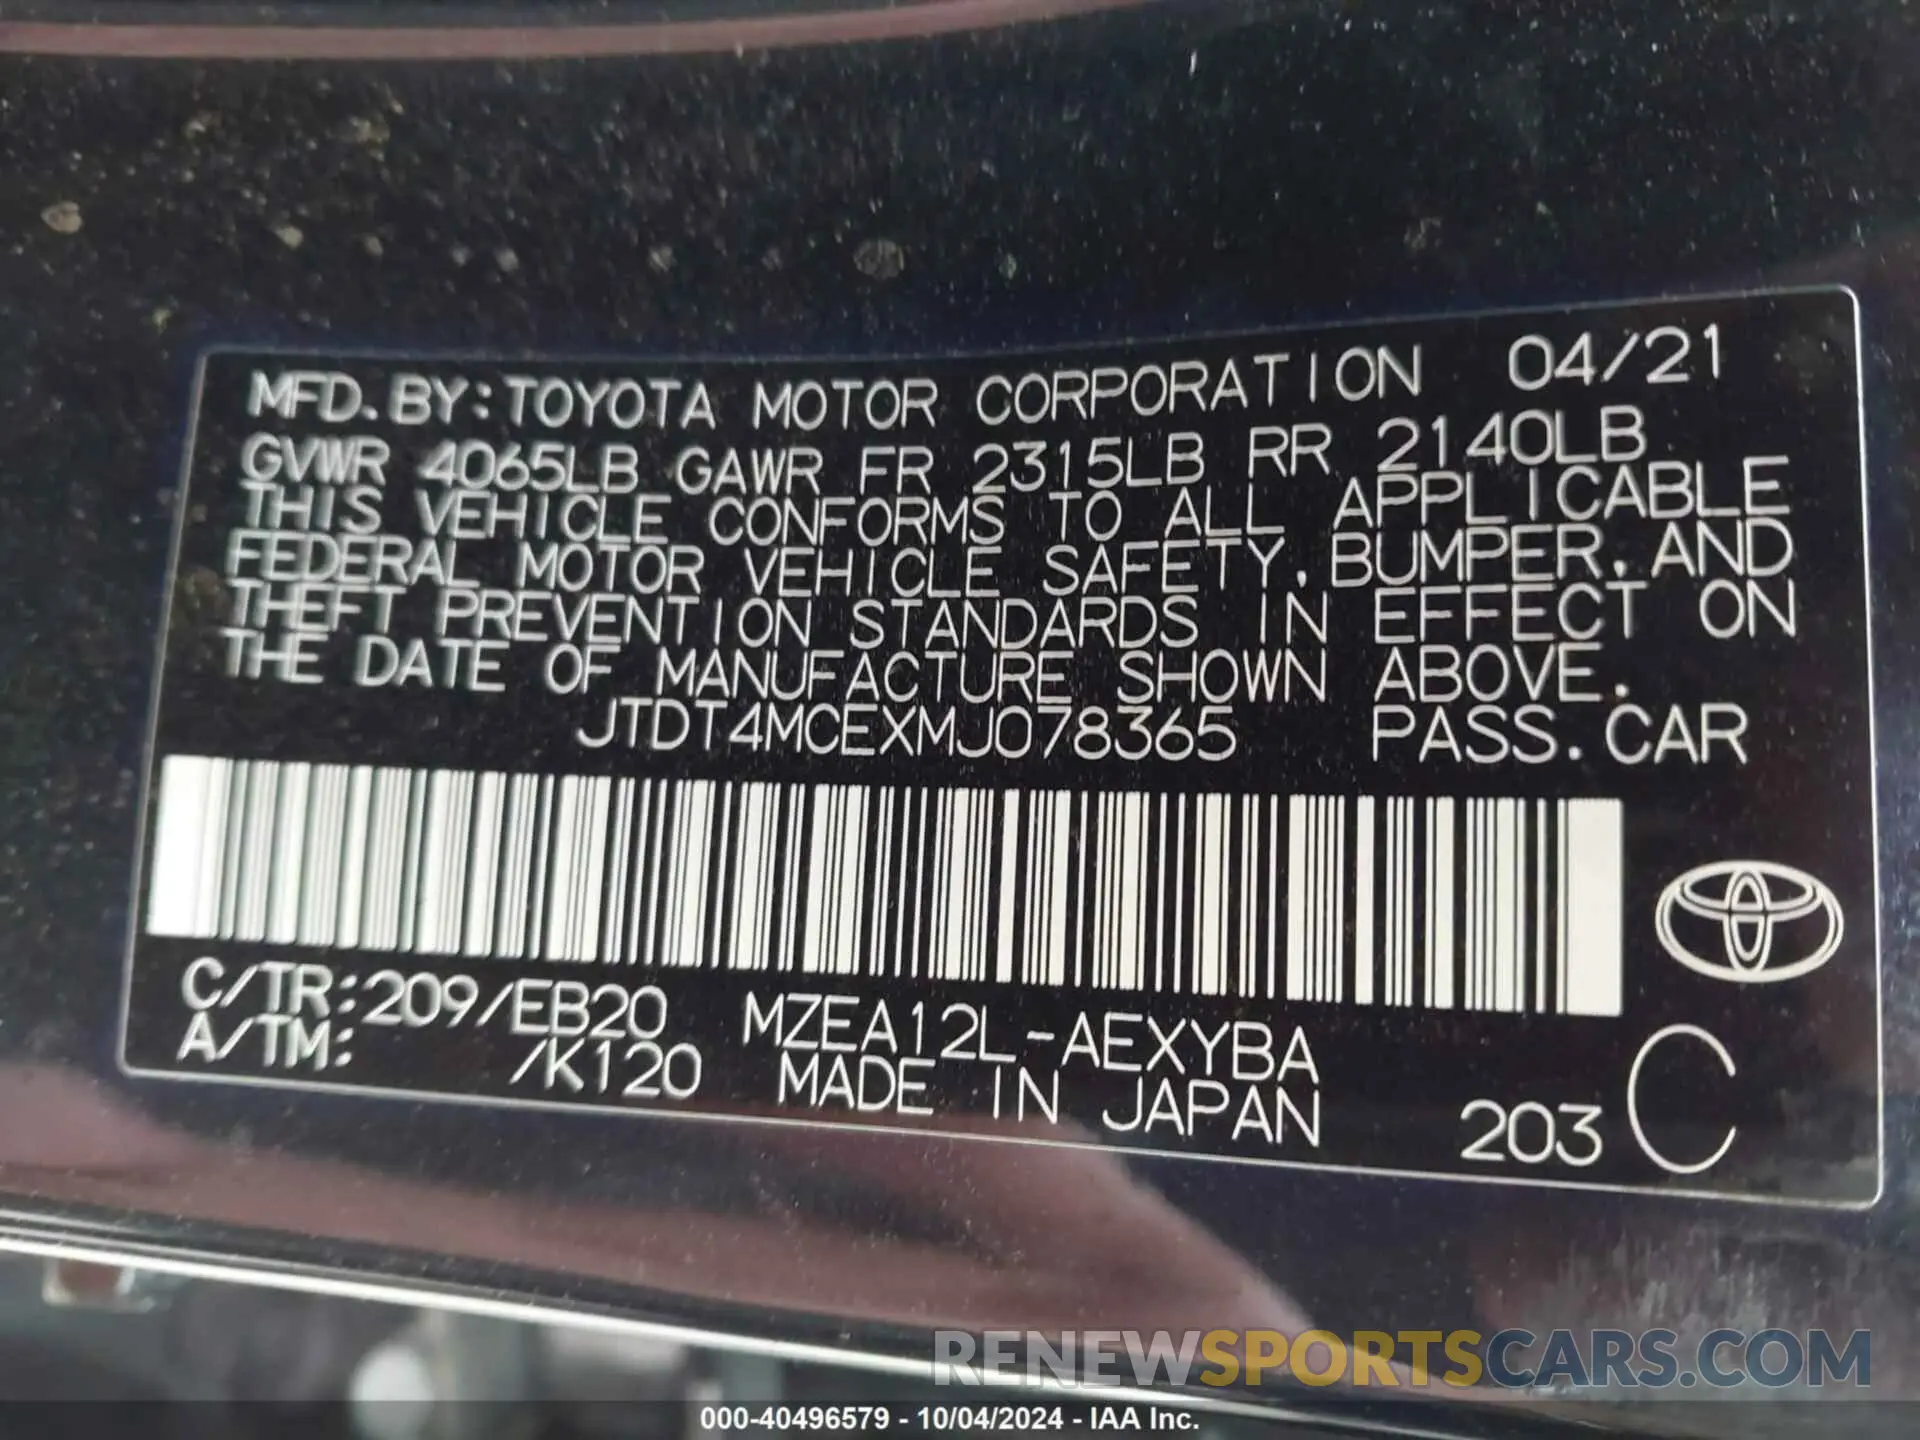 MFD. BY: TOYOTA MOTOR CORPORATION 04/21
GVWR 4065LB GAWR FR 2315LB RR 2140LB
THIS VEHICLE CONFORMS TO ALL APPLICABLE
FEDERAL MOTOR VEHICLE SAFETY, BUMPER, AND
THEFT PREVENTION STANDARDS IN EFFECT ON
THE DATE OF MANUFACTURE SHOWN ABOVE.
JTDT4MCEXMJ078365 PASS. CAR
C/TR: 209/EB20 MZEA12L-AEXYBA
A/TM: /K120 MADE IN JAPAN 203 C
RENEWSPORTSCARS.COM
000-40496579 - 10/04/2024 - IAA Inc.